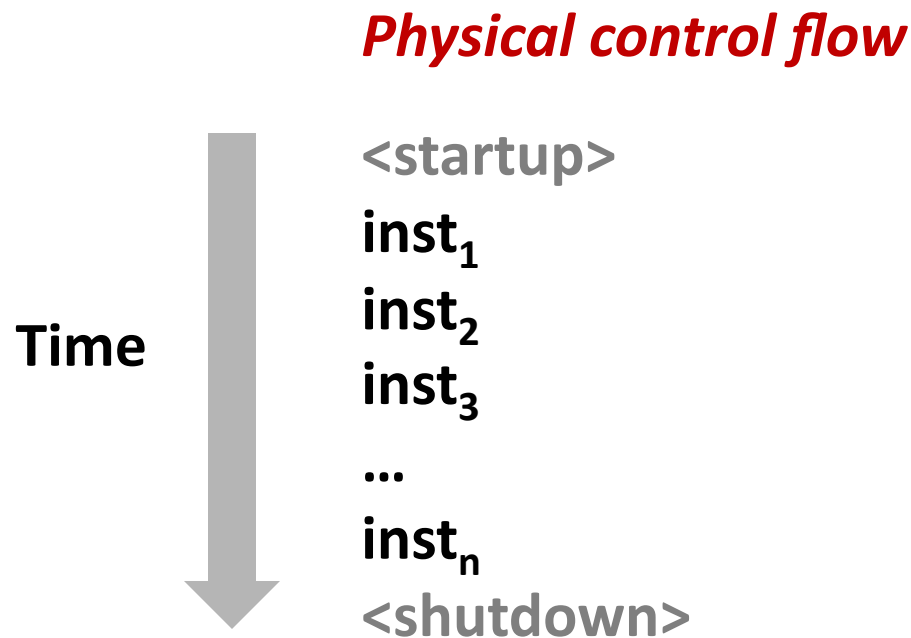 Physical control flow
<startup>
inst₁
inst₂
Time
inst₃
...
instₙ
<shutdown>